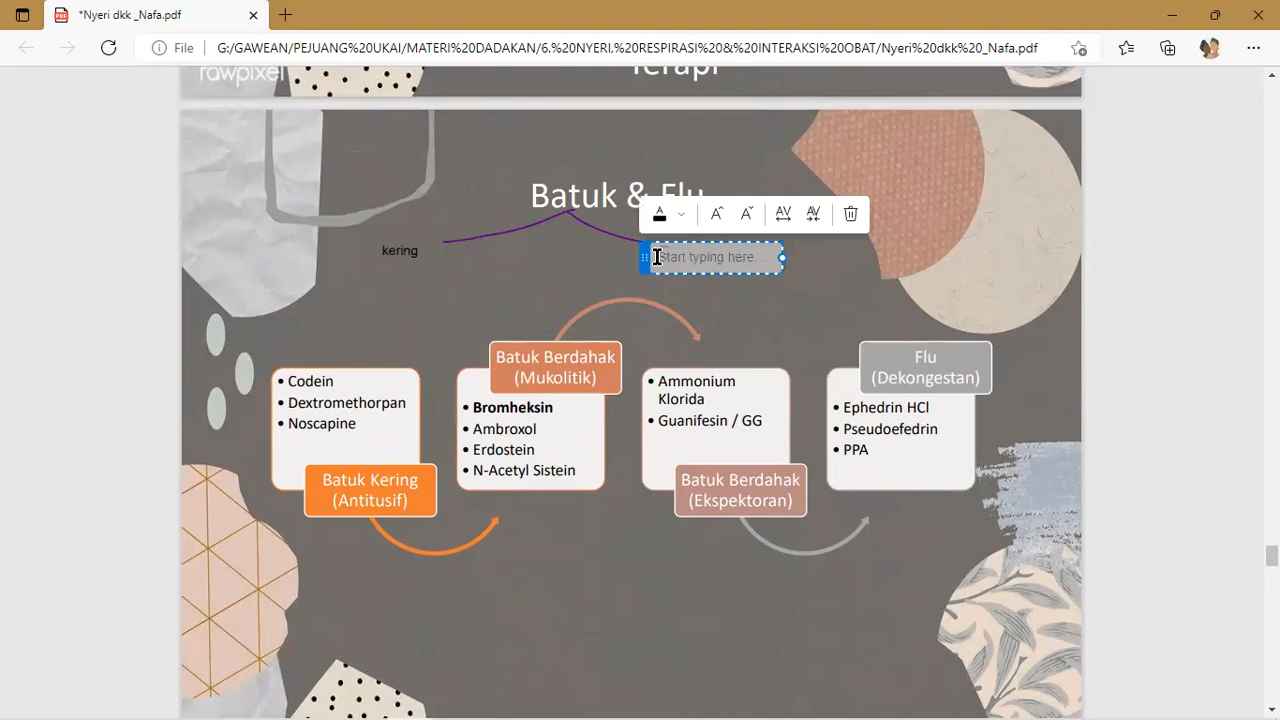 *Nyeri dkk _Nafa.pdf
File G:/GAWEAN/PEJUANG%20UKAI/MATERI%20DADAKAN/6.%20NYERI,%20RESPIRASI%20&%20INTERAKSI%20OBAT/Nyeri%20dkk%20_Nafa.pdf
rawpixel
Terapi
Batuk & Flu
kering
Start typing here...
Batuk Berdahak
(Mukolitik)
Flu
(Dekongestan)
• Codein
• Dextromethorpan
• Noscapine
• Bromheksin
• Ambroxol
• Erdostein
• N-Acetyl Sistein
• Ammonium
Klorida
• Guanifesin / GG
• Ephedrin HCl
• Pseudoefedrin
• PPA
Batuk Kering
(Antitusif)
Batuk Berdahak
(Ekspektoran)